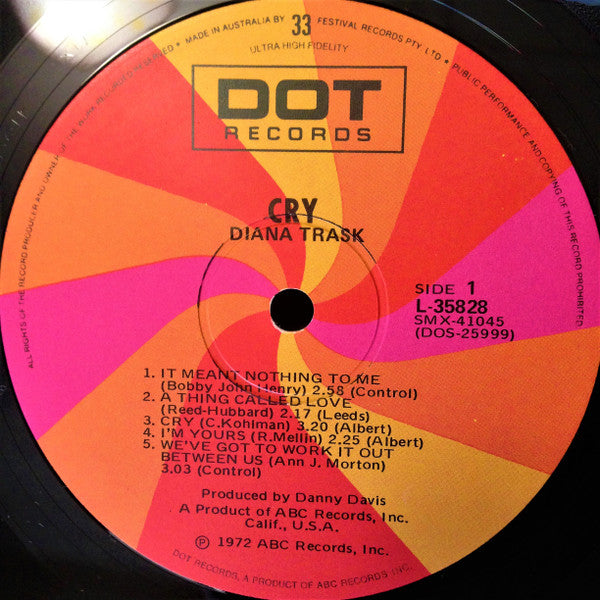 ALL RIGHTS OF THE RECORD PRODUCER AND OWNER OF THE WORK RECORDED RESERVED ★ MADE IN AUSTRALIA BY 33 FESTIVAL RECORDS PTY. LTD ★ PUBLIC PERFORMANCE AND COPYING OF THIS RECORD PROHIBITED
ULTRA HIGH FIDELITY
DOT
RECORDS
CRY
DIANA TRASK
SIDE 1
L-35828
SMX-41045
(DOS-25999)
1. IT MEANT NOTHING TO ME
(Bobby John Henry) 2.58 (Control)
2. A THING CALLED LOVE
(Reed-Hubbard) 2.17 (Leeds)
3. CRY (C.Kohlman) 3.20 (Albert)
4. I'M YOURS (R.Mellin) 2.25 (Albert)
5. WE'VE GOT TO WORK IT OUT
BETWEEN US (Ann J. Morton)
3.03 (Control)
Produced by Danny Davis
A Product of ABC Records, Inc.
Calif., U.S.A.
Ⓟ 1972 ABC Records, Inc.
DOT RECORDS, A PRODUCT OF ABC RECORDS INC.